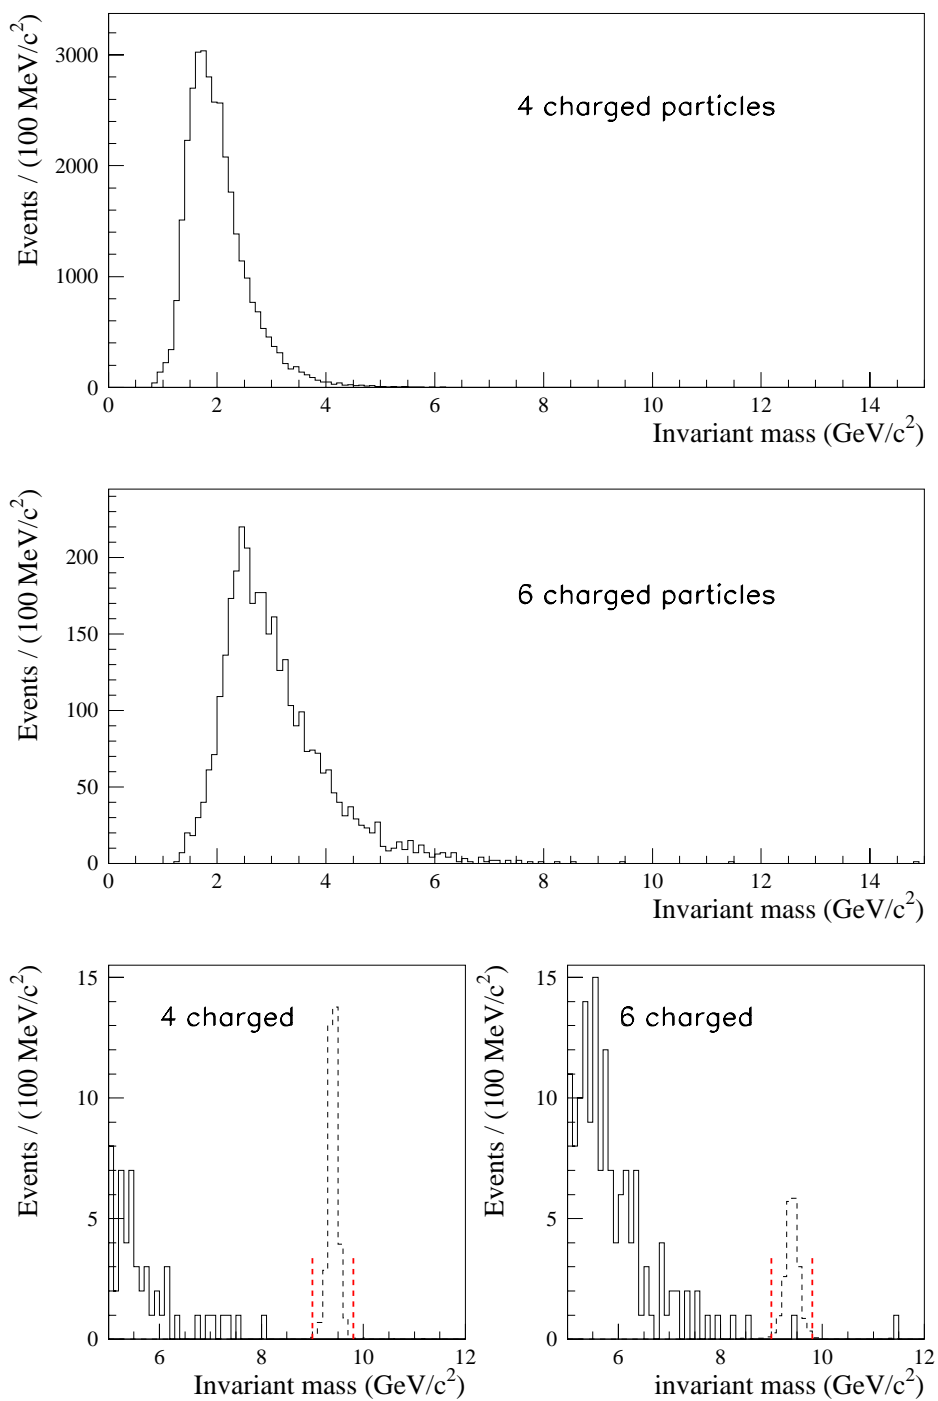 Events / (100 MeV/c²)
3000
2000
1000
0
4 charged particles
0 2 4 6 8 10 12 14
Invariant mass (GeV/c²)
Events / (100 MeV/c²)
200
150
100
50
0
6 charged particles
0 2 4 6 8 10 12 14
Invariant mass (GeV/c²)
Events / (100 MeV/c²)
15
10
5
0
4 charged
6 8 10 12
Invariant mass (GeV/c²)
Events / (100 MeV/c²)
15
10
5
0
6 charged
6 8 10 12
invariant mass (GeV/c²)